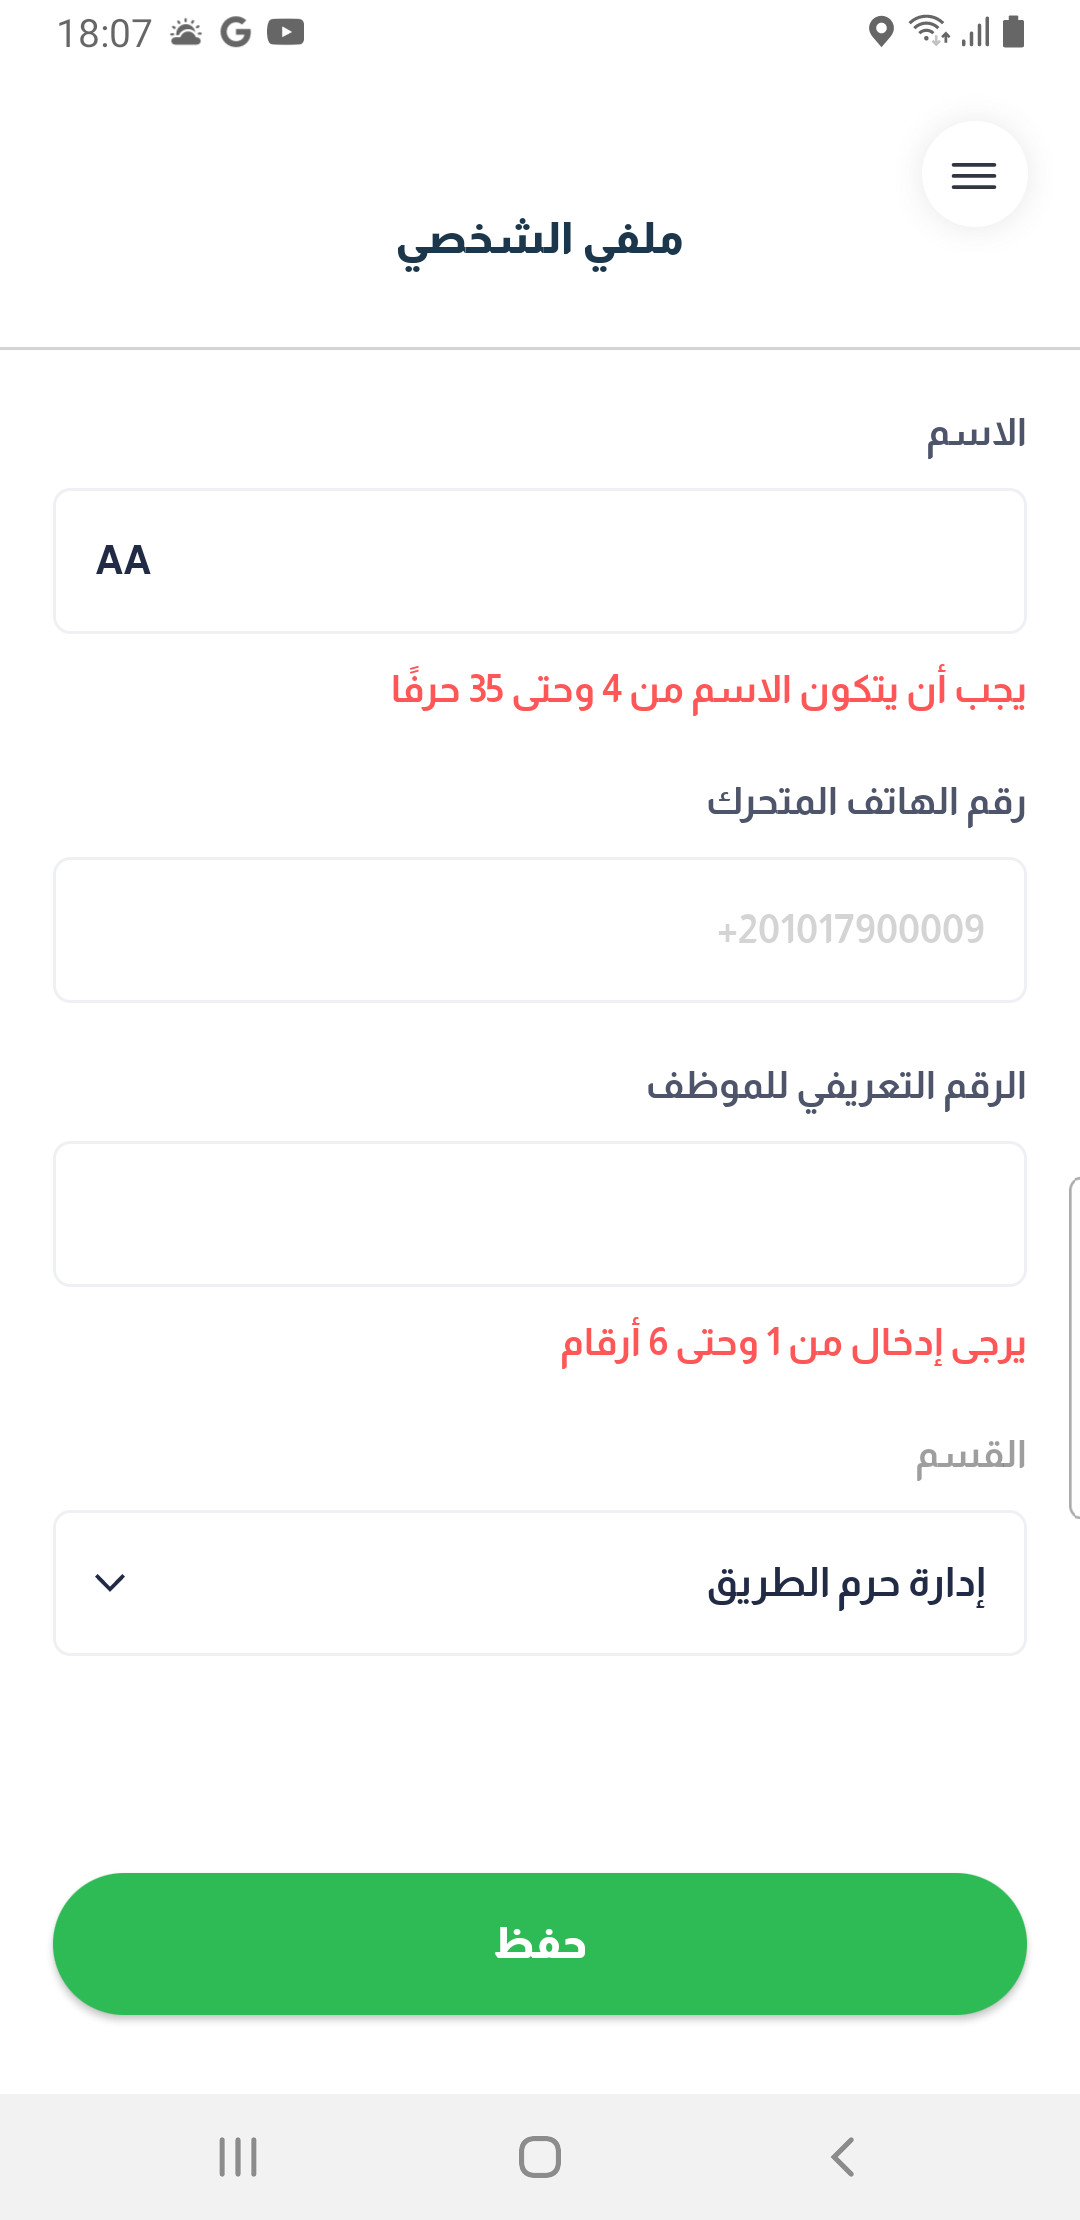 18:07
ملفي الشخصي
الاسم
AA
يجب أن يتكون الاسم من 4 وحتى 35 حرفًا
رقم الهاتف المتحرك
+201017900009
الرقم التعريفي للموظف
يرجى إدخال من 1 وحتى 6 أرقام
القسم
إدارة حرم الطريق
حفظ